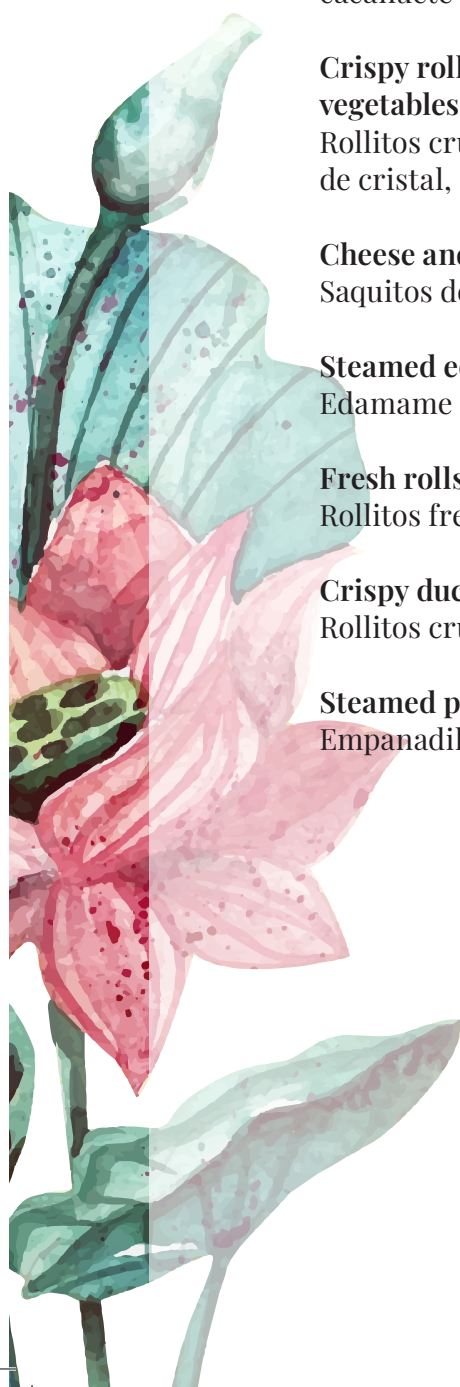 cacahuete
Crispy roll
vegetables
Rollitos cru
de cristal,
Cheese and
Saquitos de
Steamed e
Edamame
Fresh rolls
Rollitos fre
Crispy duc
Rollitos cru
Steamed p
Empanadil